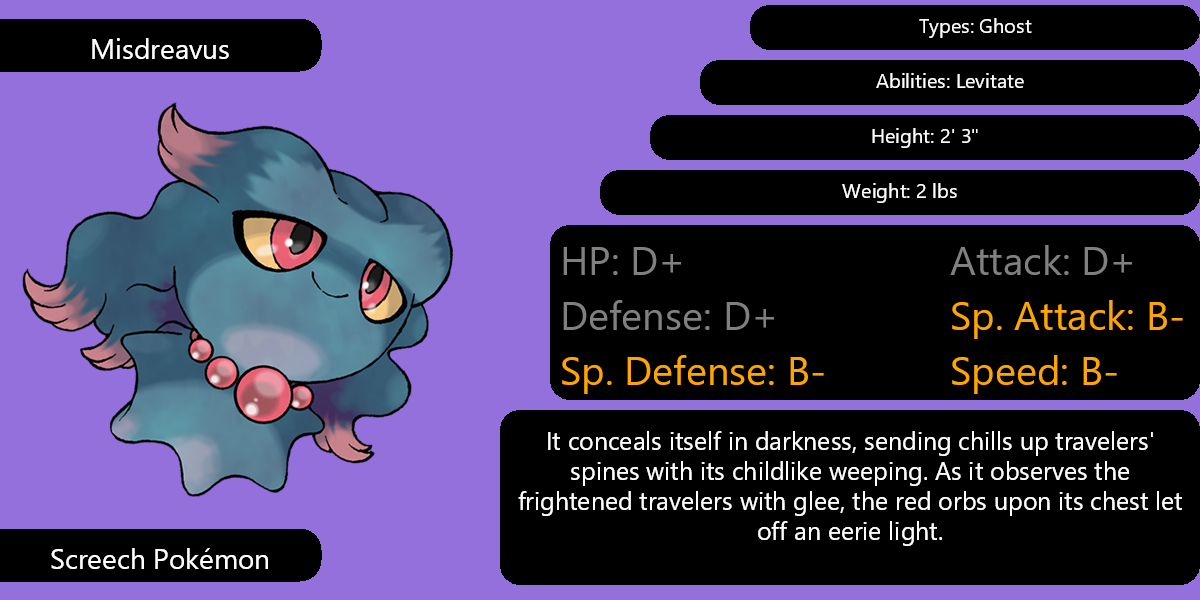 Misdreavus
Types: Ghost
Abilities: Levitate
Height: 2' 3"
Weight: 2 lbs
HP: D+
Attack: D+
Defense: D+
Sp. Attack: B-
Sp. Defense: B-
Speed: B-
It conceals itself in darkness, sending chills up travelers'
spines with its childlike weeping. As it observes the
frightened travelers with glee, the red orbs upon its chest let
off an eerie light.
Screech Pokémon